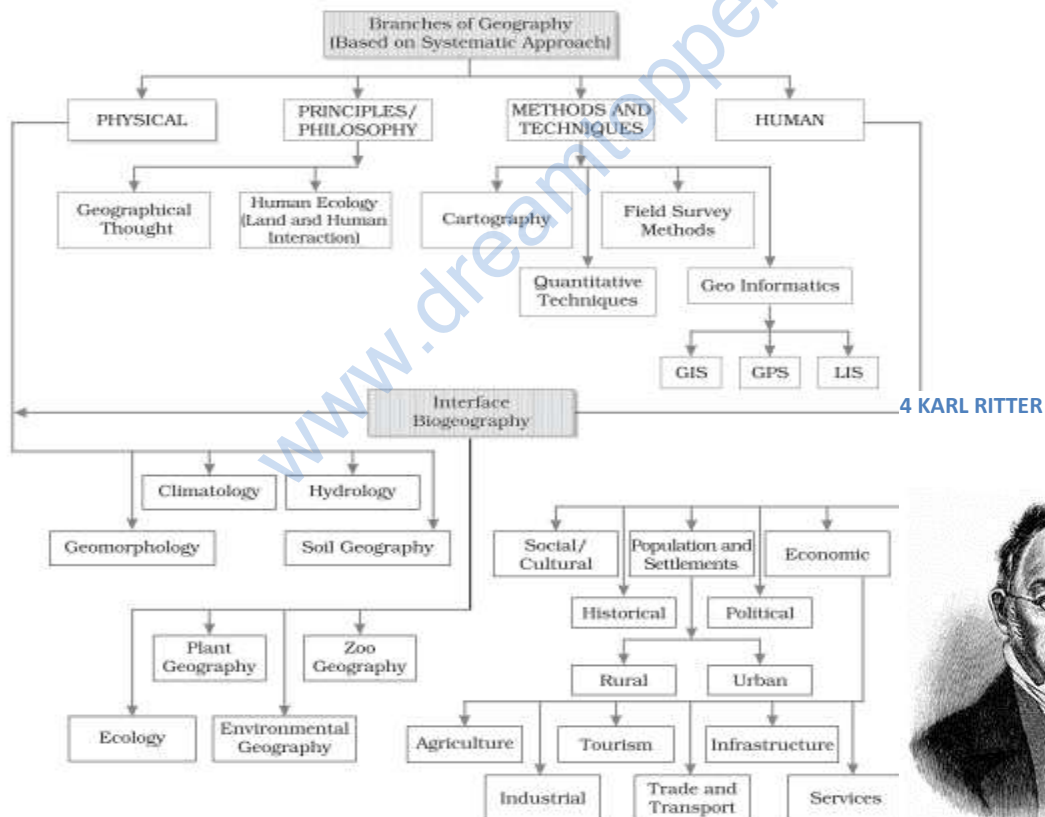 Branches of Geography
(Based on Systematic Approach)
PHYSICAL
PRINCIPLES/
PHILOSOPHY
METHODS AND
TECHNIQUES
HUMAN
Geographical
Thought
Human Ecology
(Land and Human
Interaction)
Cartography
Field Survey
Methods
Quantitative
Techniques
Geo Informatics
GIS
GPS
LIS
Interface
Biogeography
4 KARL RITTER
Climatology
Hydrology
Geomorphology
Soil Geography
Social/
Cultural
Population and
Settlements
Economic
Historical
Political
Plant
Geography
Zoo
Geography
Rural
Urban
Ecology
Environmental
Geography
Agriculture
Tourism
Infrastructure
Industrial
Trade and
Transport
Services
www.dreamtopper